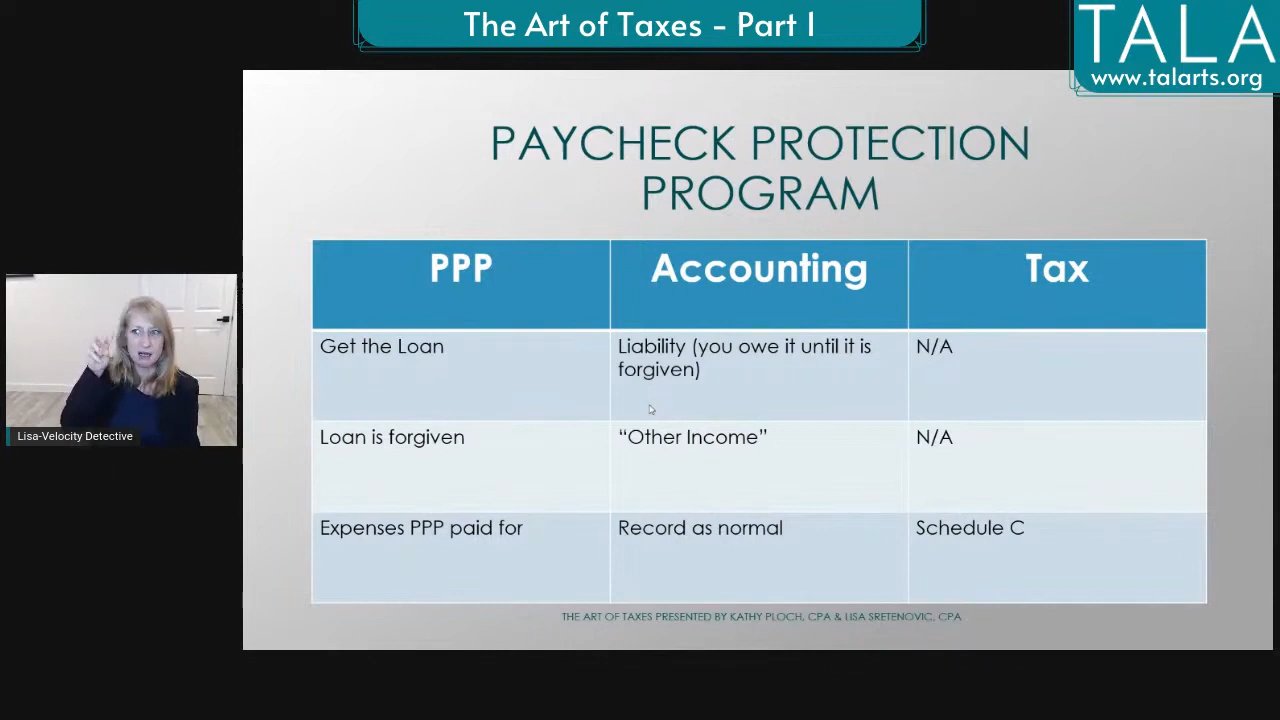 The Art of Taxes - Part I
TALA
www.talarts.org
PAYCHECK PROTECTION
PROGRAM
PPP
Accounting
Tax
Get the Loan
Liability (you owe it until it is
forgiven)
N/A
Loan is forgiven
“Other Income”
N/A
Expenses PPP paid for
Record as normal
Schedule C
THE ART OF TAXES PRESENTED BY KATHY PLOCH, CPA & LISA SRETENOVIC, CPA
Lisa-Velocity Detective